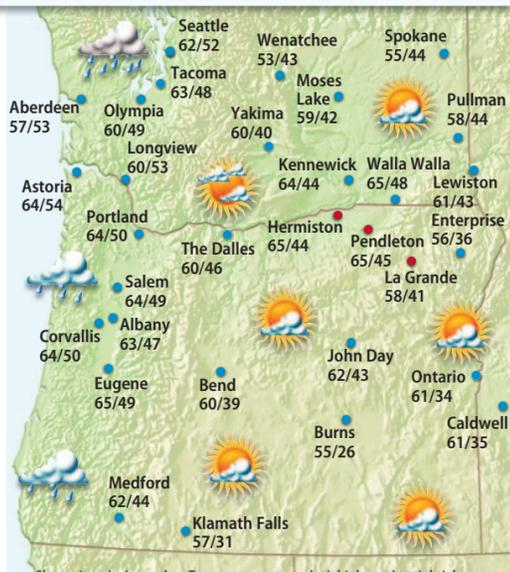 Seattle
62/52
Tacoma
63/48
Wenatchee
53/43
Spokane
55/44
Moses
Lake
59/42
Aberdeen
57/53
Olympia
60/49
Yakima
60/40
Pullman
58/44
Longview
60/53
Kennewick
64/44
Walla Walla
65/48
Lewiston
61/43
Astoria
64/54
Portland
64/50
The Dalles
60/46
Hermiston
65/44
Pendleton
65/45
Enterprise
56/36
La Grande
58/41
Salem
64/49
Albany
63/47
Corvallis
64/50
Eugene
65/49
Bend
60/39
John Day
62/43
Ontario
61/34
Caldwell
61/35
Burns
55/26
Medford
62/44
Klamath Falls
57/31